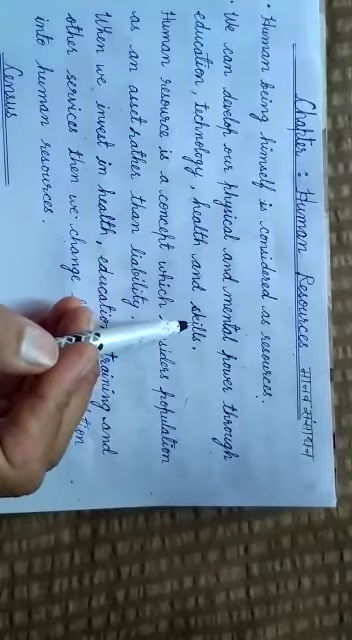 Chapter : Human Resources मानव संसाधन
• Human being himself is considered as resources.
• We can develop our physical and mental power through
education, technology, health and skills.
Human resource is a concept which population
as an asset rather than liability.
When we invest in health, education, training and
other services then we change
into human resources.
Census